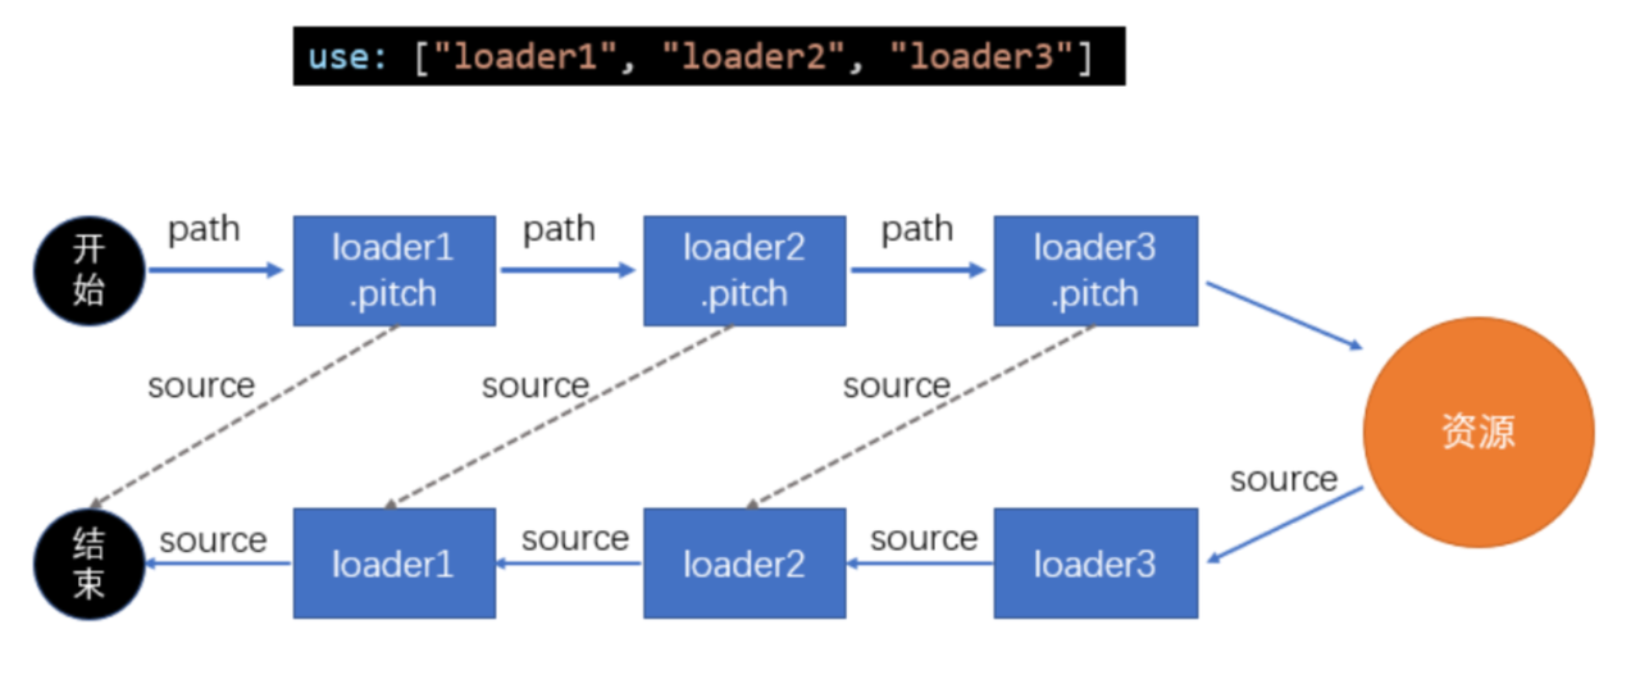 use: ["loader1", "loader2", "loader3"]
开
始
path
loader1
.pitch
path
loader2
.pitch
path
loader3
.pitch
source
source
source
资源
source
结
束
source
loader1
source
loader2
source
loader3